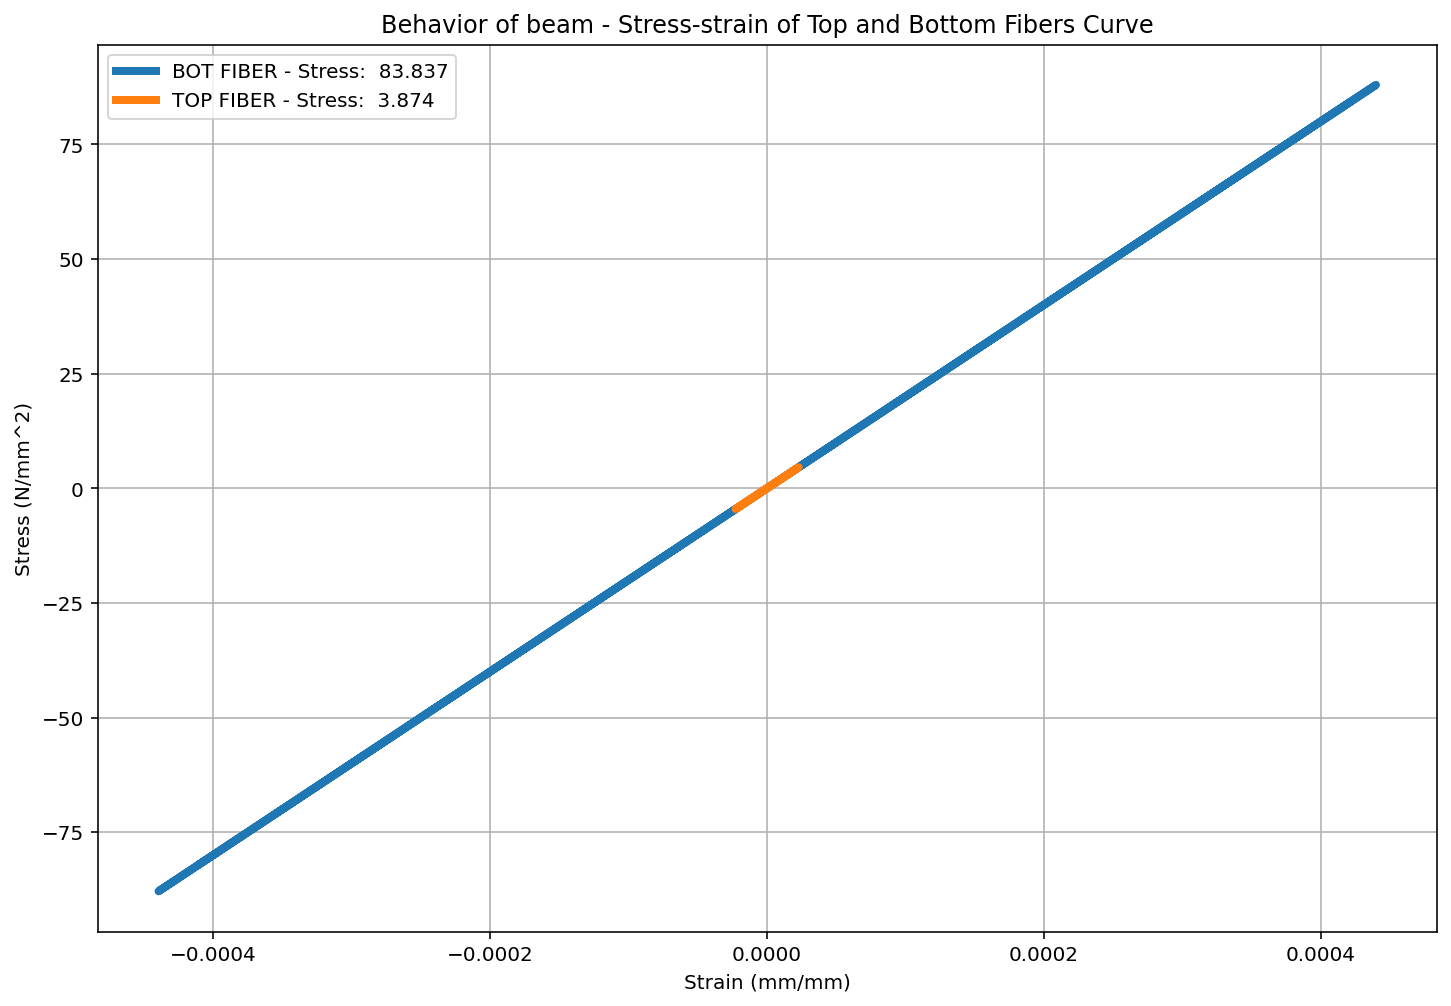 Behavior of beam - Stress-strain of Top and Bottom Fibers Curve
BOT FIBER - Stress:  83.837
TOP FIBER - Stress:  3.874
75
50
25
0
−25
−50
−75
Stress (N/mm^2)
−0.0004
−0.0002
0.0000
0.0002
0.0004
Strain (mm/mm)